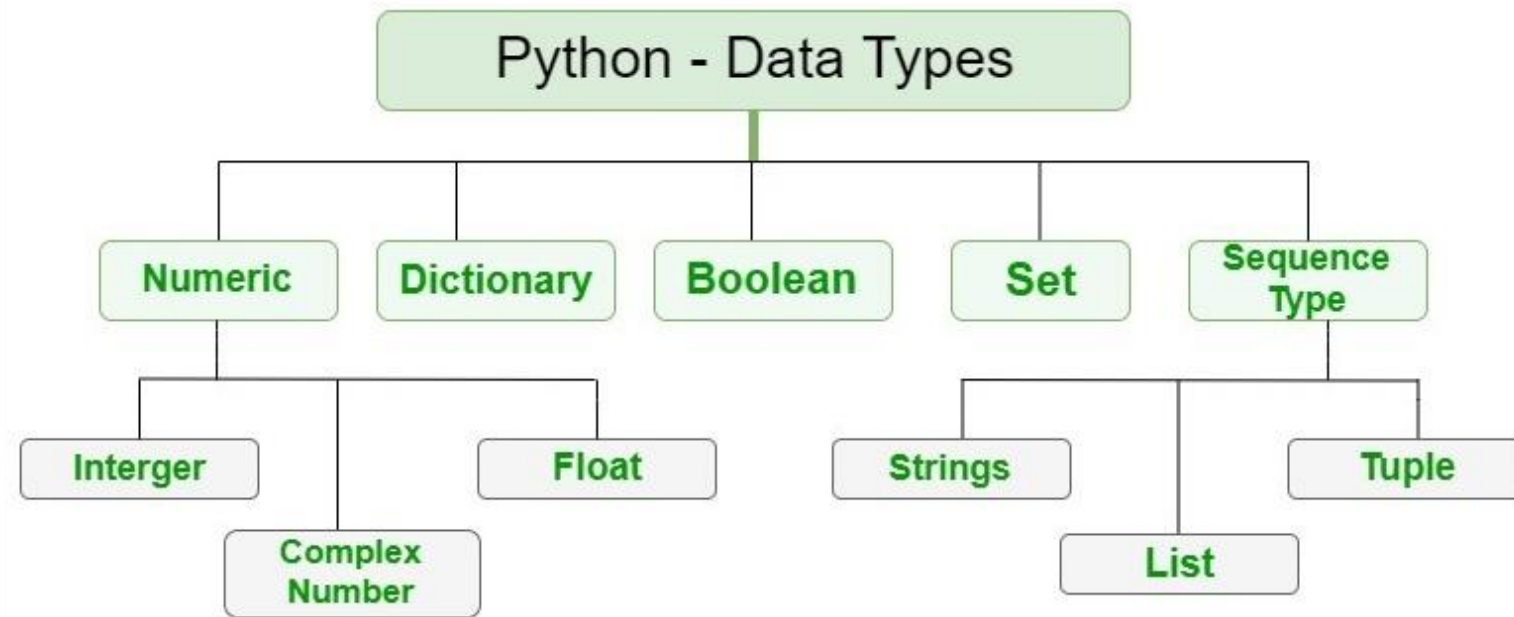 Python - Data Types
Numeric
Dictionary
Boolean
Set
Sequence
Type
Interger
Complex
Number
Float
Strings
List
Tuple